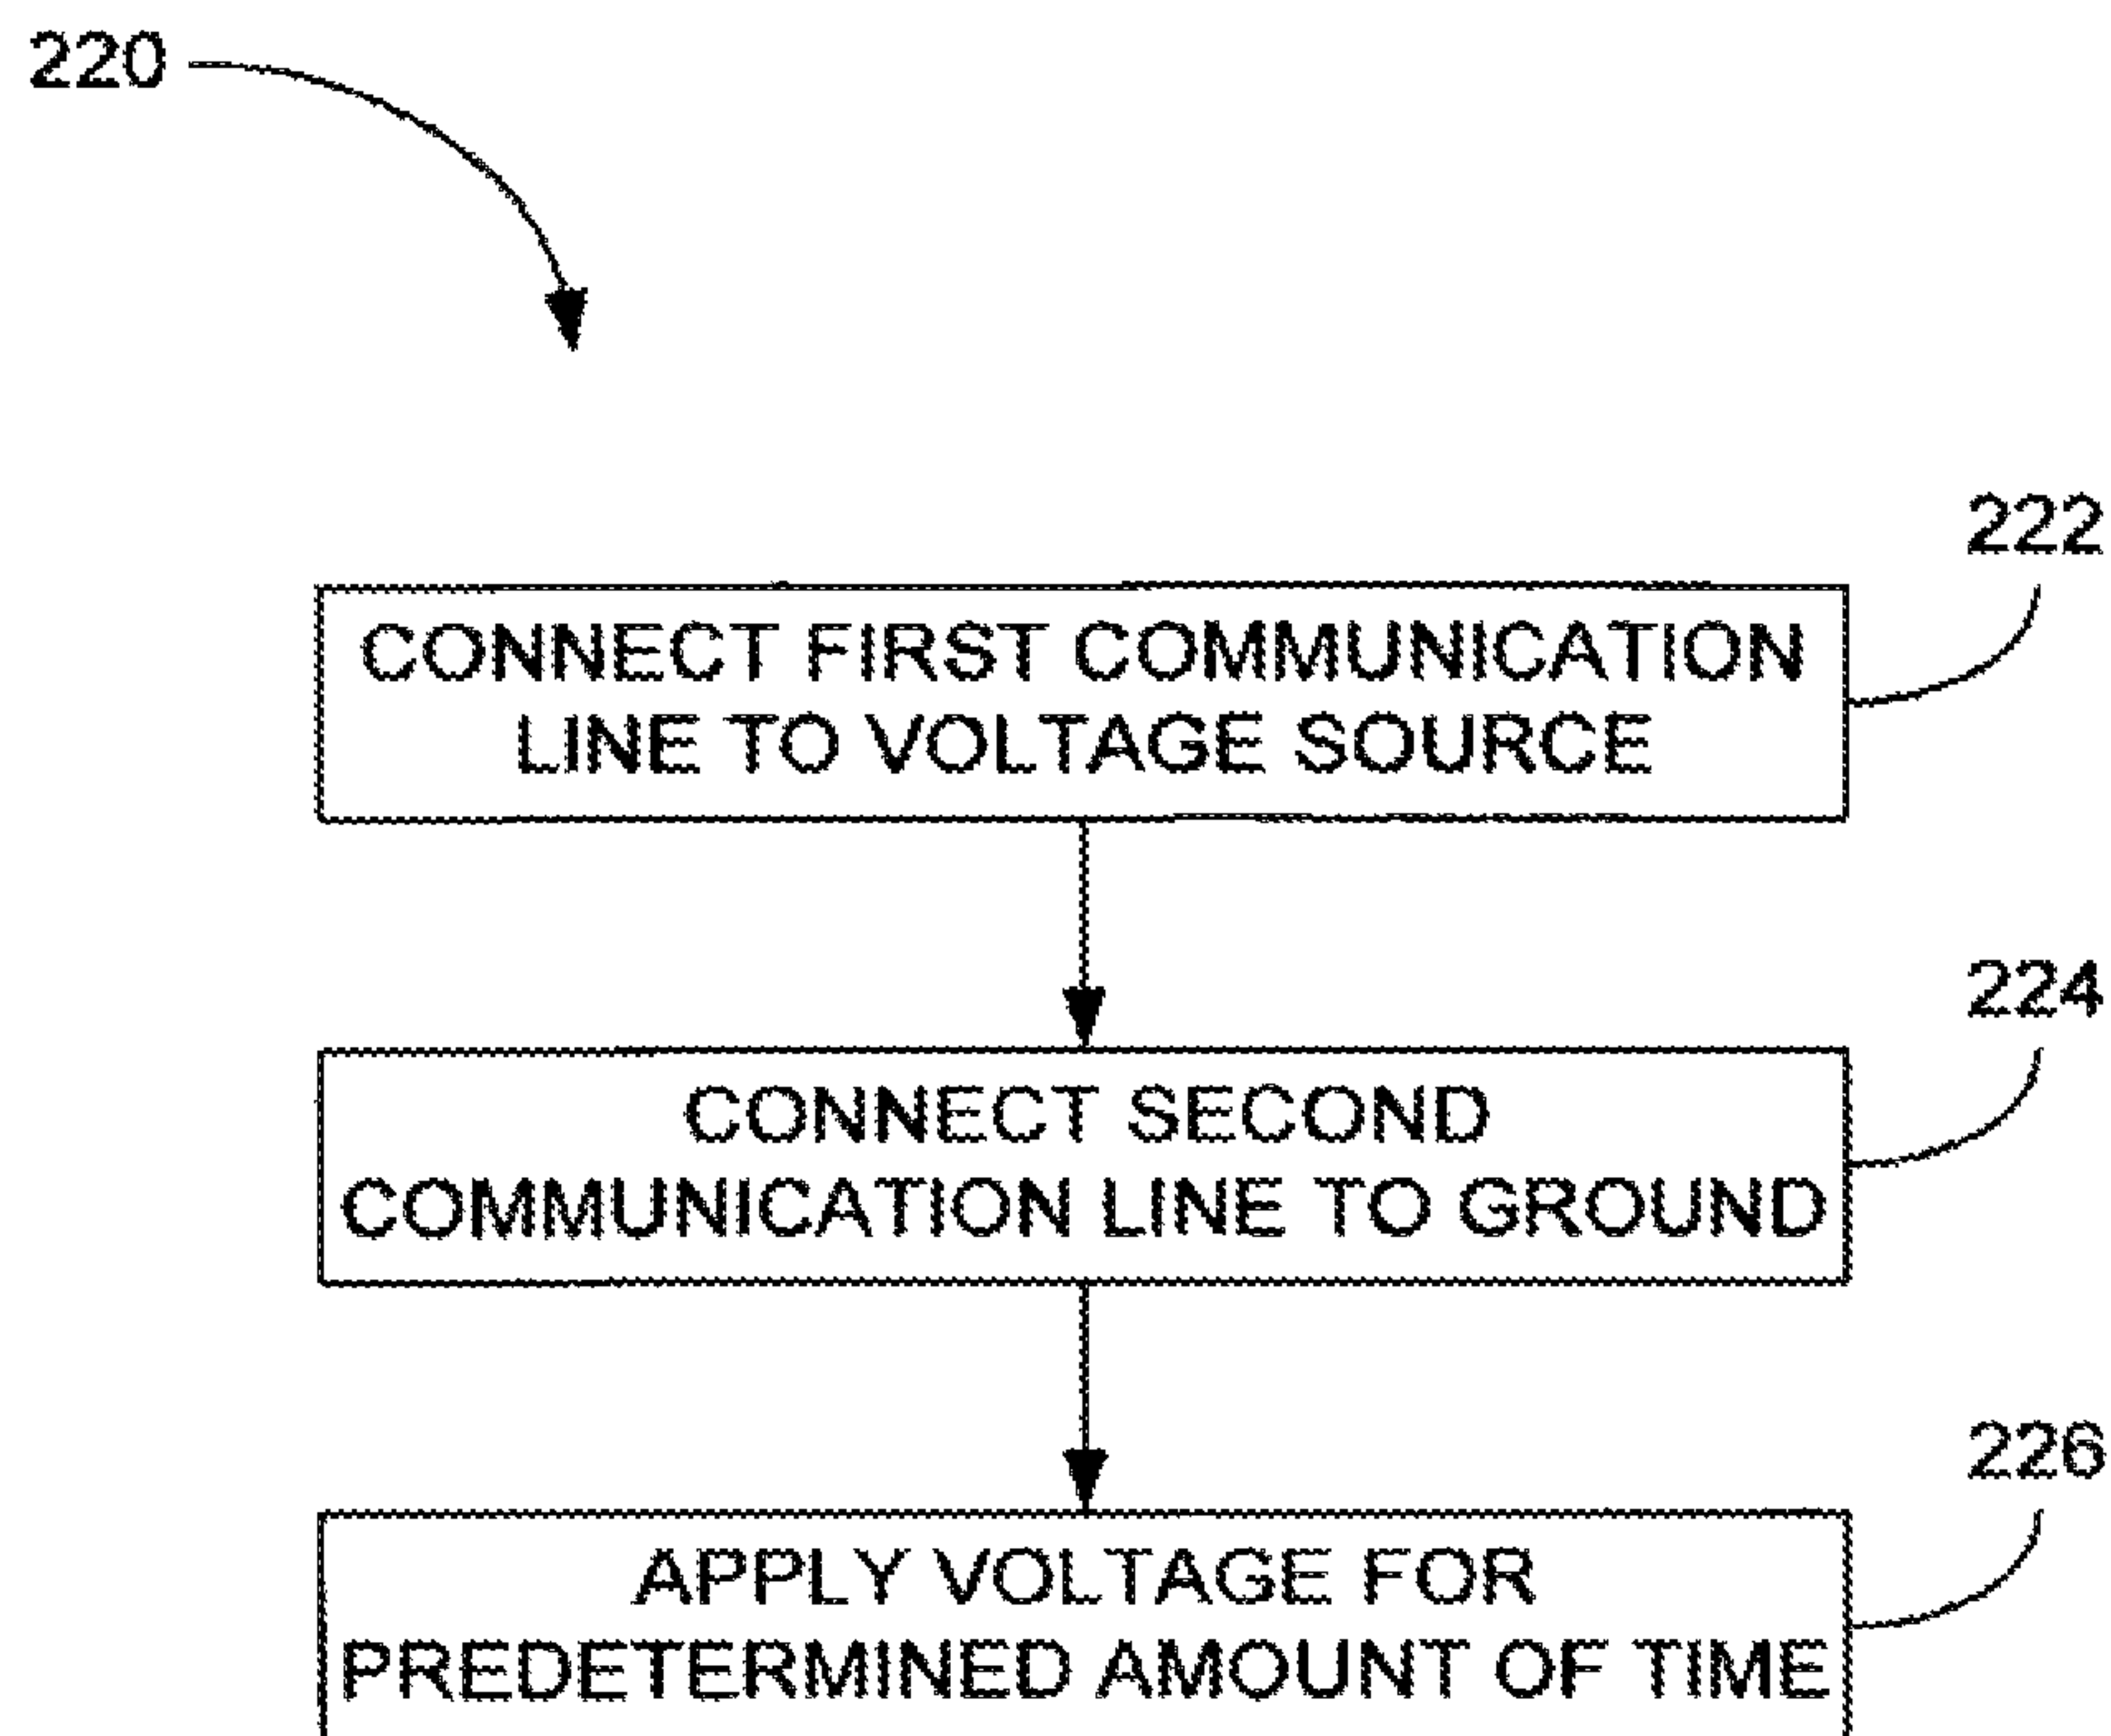 220
222
CONNECT FIRST COMMUNICATION
LINE TO VOLTAGE SOURCE
224
CONNECT SECOND
COMMUNICATION LINE TO GROUND
226
APPLY VOLTAGE FOR
PREDETERMINED AMOUNT OF TIME